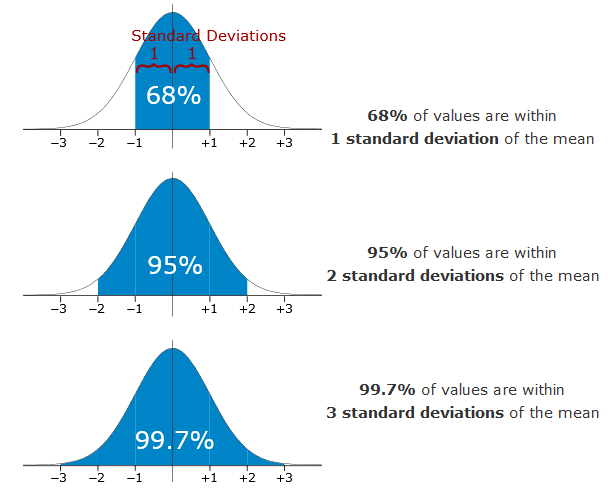 Standard Deviations
1 1
68%
−3 −2 −1 +1 +2 +3
68% of values are within
1 standard deviation of the mean
95%
−3 −2 −1 +1 +2 +3
95% of values are within
2 standard deviations of the mean
99.7%
−3 −2 −1 +1 +2 +3
99.7% of values are within
3 standard deviations of the mean